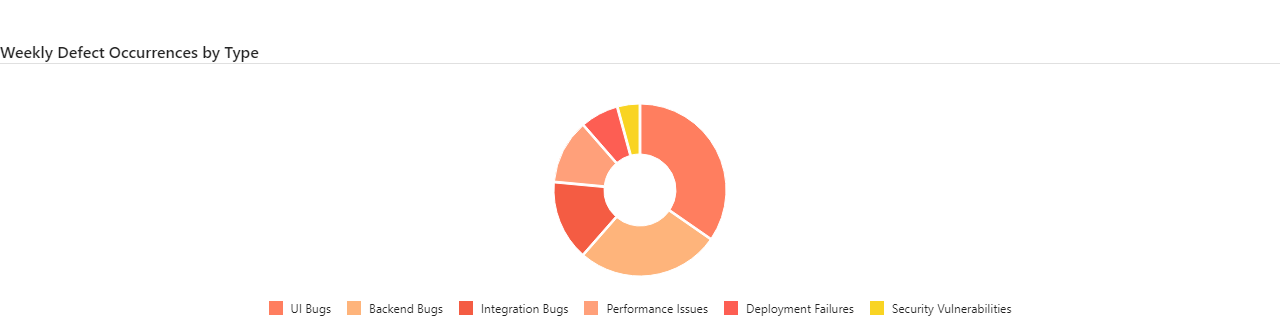 Weekly Defect Occurrences by Type
UI Bugs Backend Bugs Integration Bugs Performance Issues Deployment Failures Security Vulnerabilities